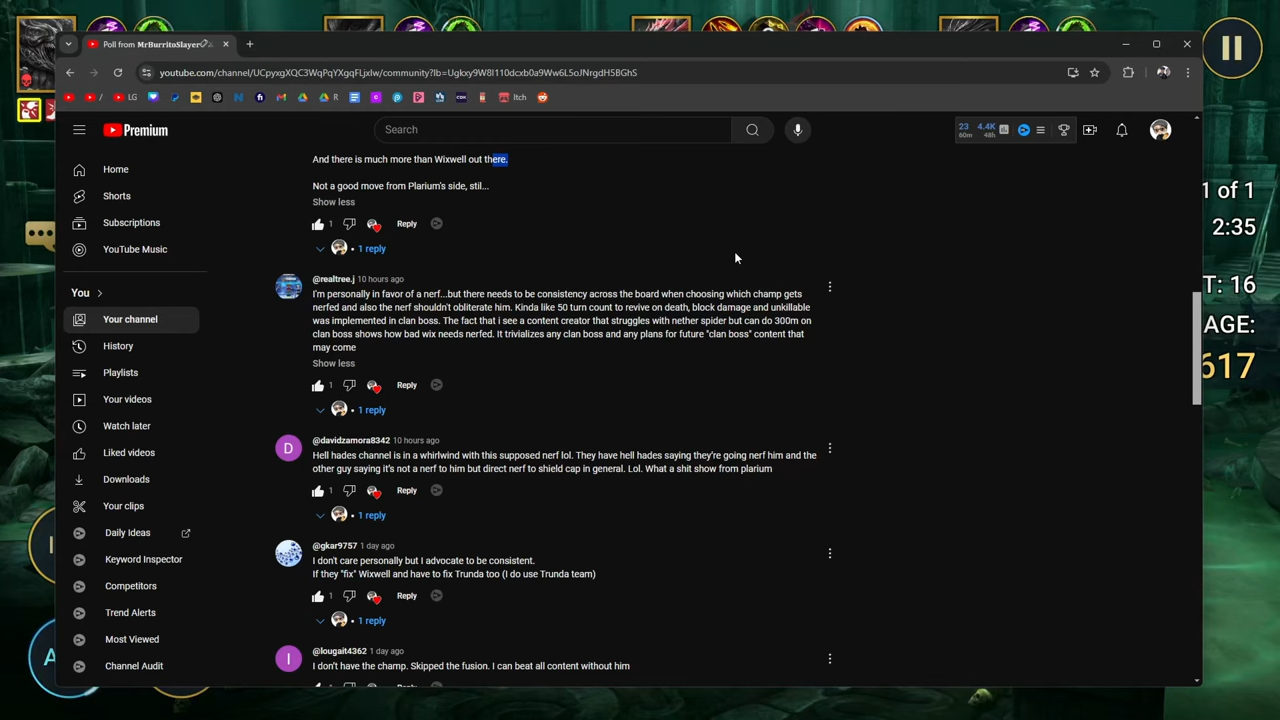 Poll from MrBurritoSlayer
youtube.com/channel/UCpyxgXQC3WqPqYXgqFljxIw/community?lb=Ugkxy9W8I110dcxb0a9Ww6L5oJNrgdH5BGhS
/
LG
R
Itch
Premium
Search
23
60m
4.4K
48h
Home
Shorts
Subscriptions
YouTube Music
You
Your channel
History
Playlists
Your videos
Watch later
Liked videos
Downloads
Your clips
Daily Ideas
Keyword Inspector
Competitors
Trend Alerts
Most Viewed
Channel Audit
And there is much more than Wixwell out there.
Not a good move from Plarium's side, stil...
Show less
1
Reply
• 1 reply
@realtree.j 10 hours ago
I'm personally in favor of a nerf...but there needs to be consistency across the board when choosing which champ gets
nerfed and also the nerf shouldn't obliterate him. Kinda like 50 turn count to revive on death, block damage and unkillable
was implemented in clan boss. The fact that i see a content creator that struggles with nether spider but can do 300m on
clan boss shows how bad wix needs nerfed. It trivializes any clan boss and any plans for future "clan boss" content that
may come
Show less
1
Reply
• 1 reply
@davidzamora8342 10 hours ago
Hell hades channel is in a whirlwind with this supposed nerf lol. They have hell hades saying they're going nerf him and the
other guy saying it's not a nerf to him but direct nerf to shield cap in general. Lol. What a shit show from plarium
1
Reply
• 1 reply
@gkar9757 1 day ago
I don't care personally but I advocate to be consistent.
If they "fix" Wixwell and have to fix Trunda too (I do use Trunda team)
1
Reply
• 1 reply
@lougait4362 1 day ago
I don't have the champ. Skipped the fusion. I can beat all content without him
1 of 1
2:35
T: 16
AGE:
617